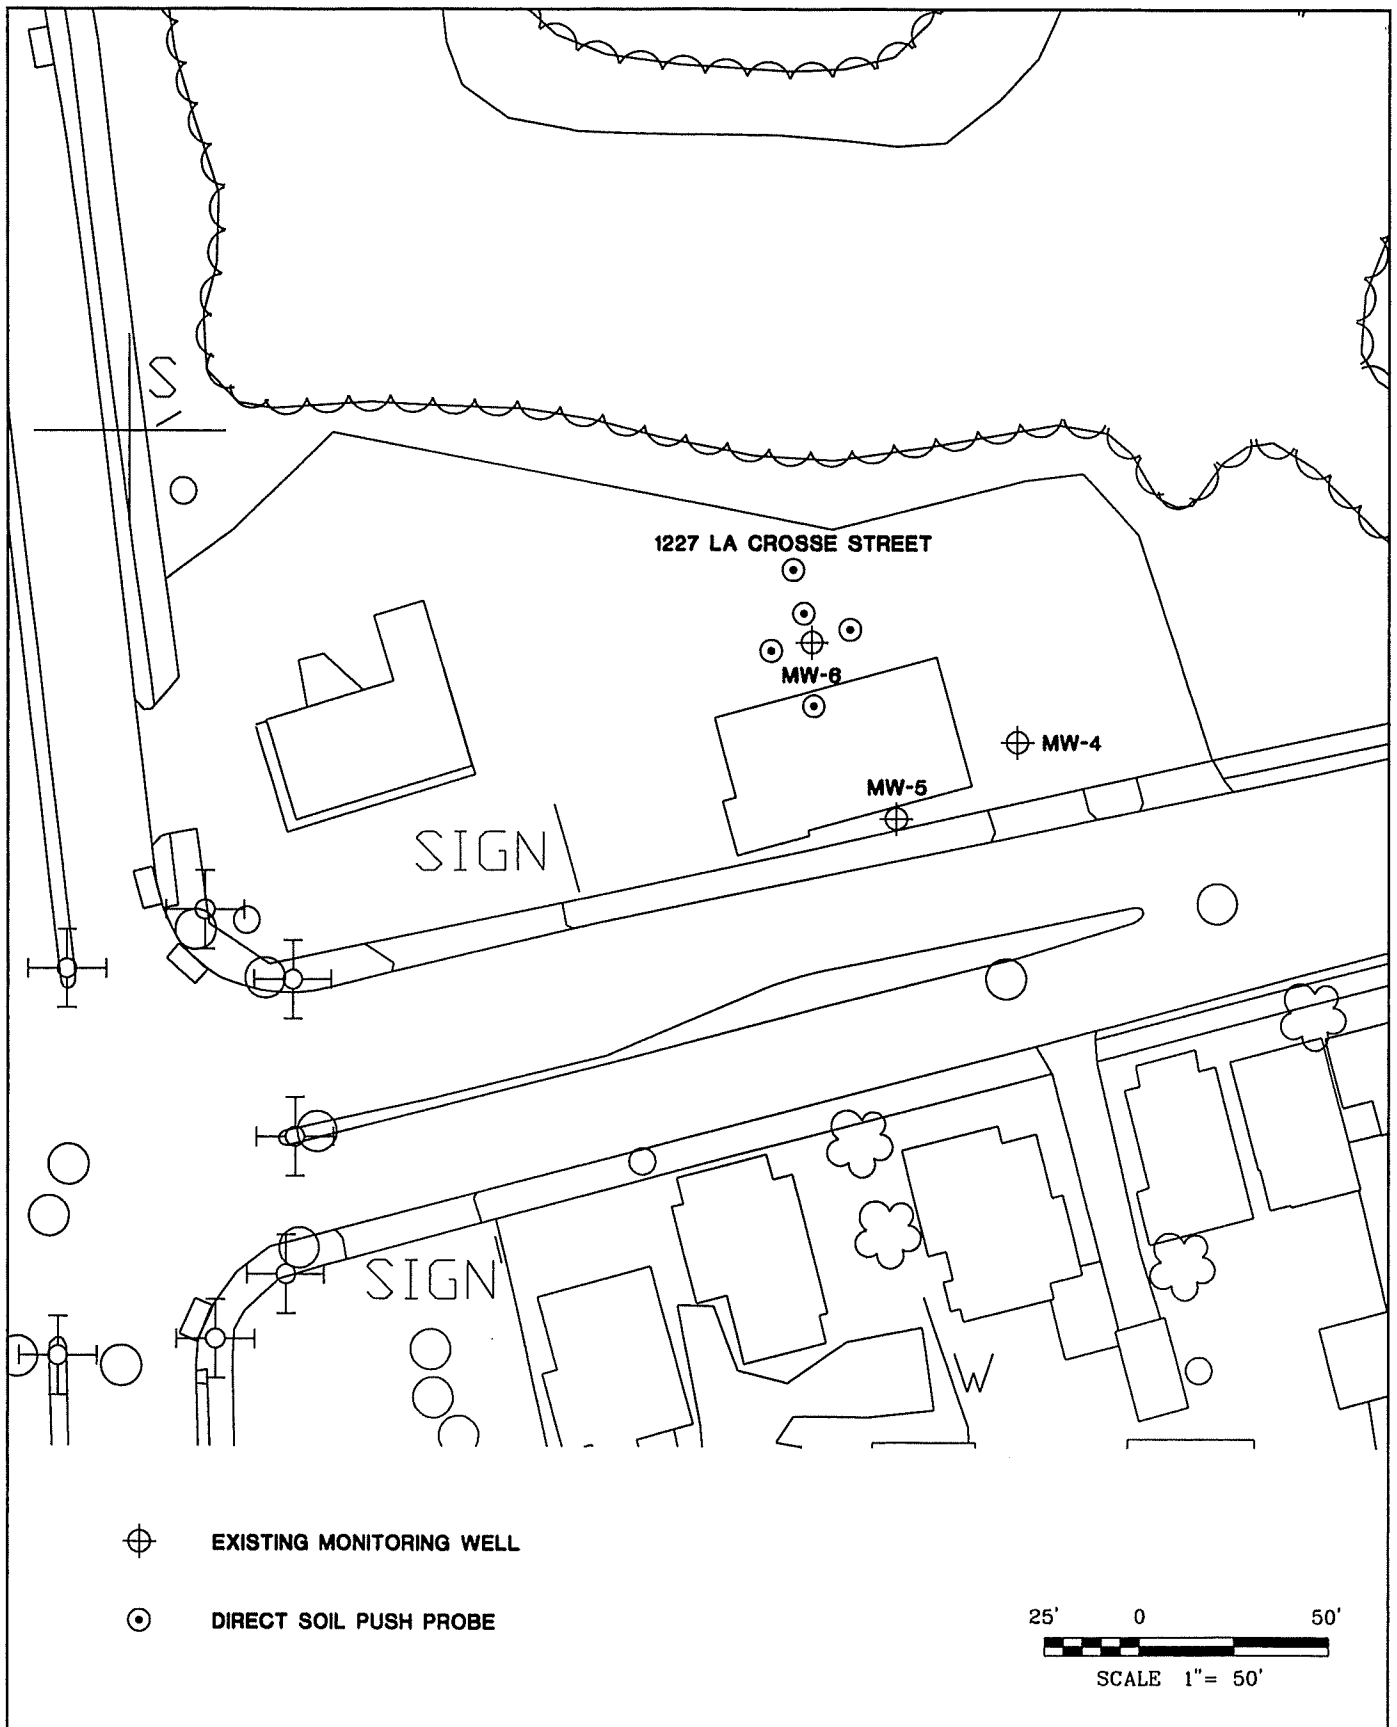 S
1227 LA CROSSE STREET
MW-6
MW-4
MW-5
SIGN
SIGN
W
EXISTING MONITORING WELL
DIRECT SOIL PUSH PROBE
25' 0 50'
SCALE 1"= 50'